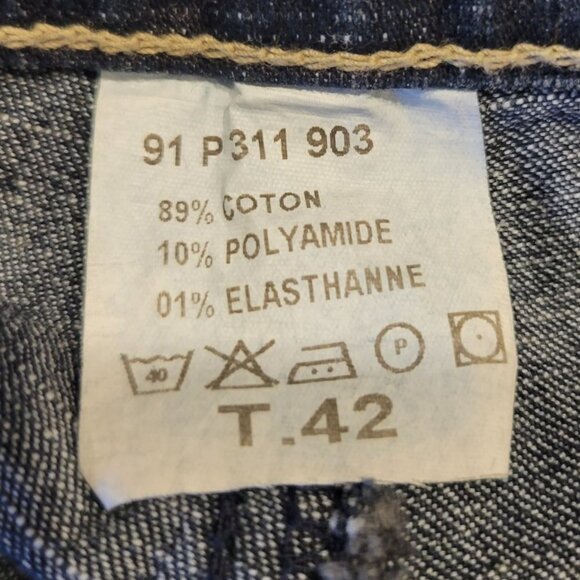 91 P311 903
89% COTON
10% POLYAMIDE
01% ELASTHANNE
40 P
T.42